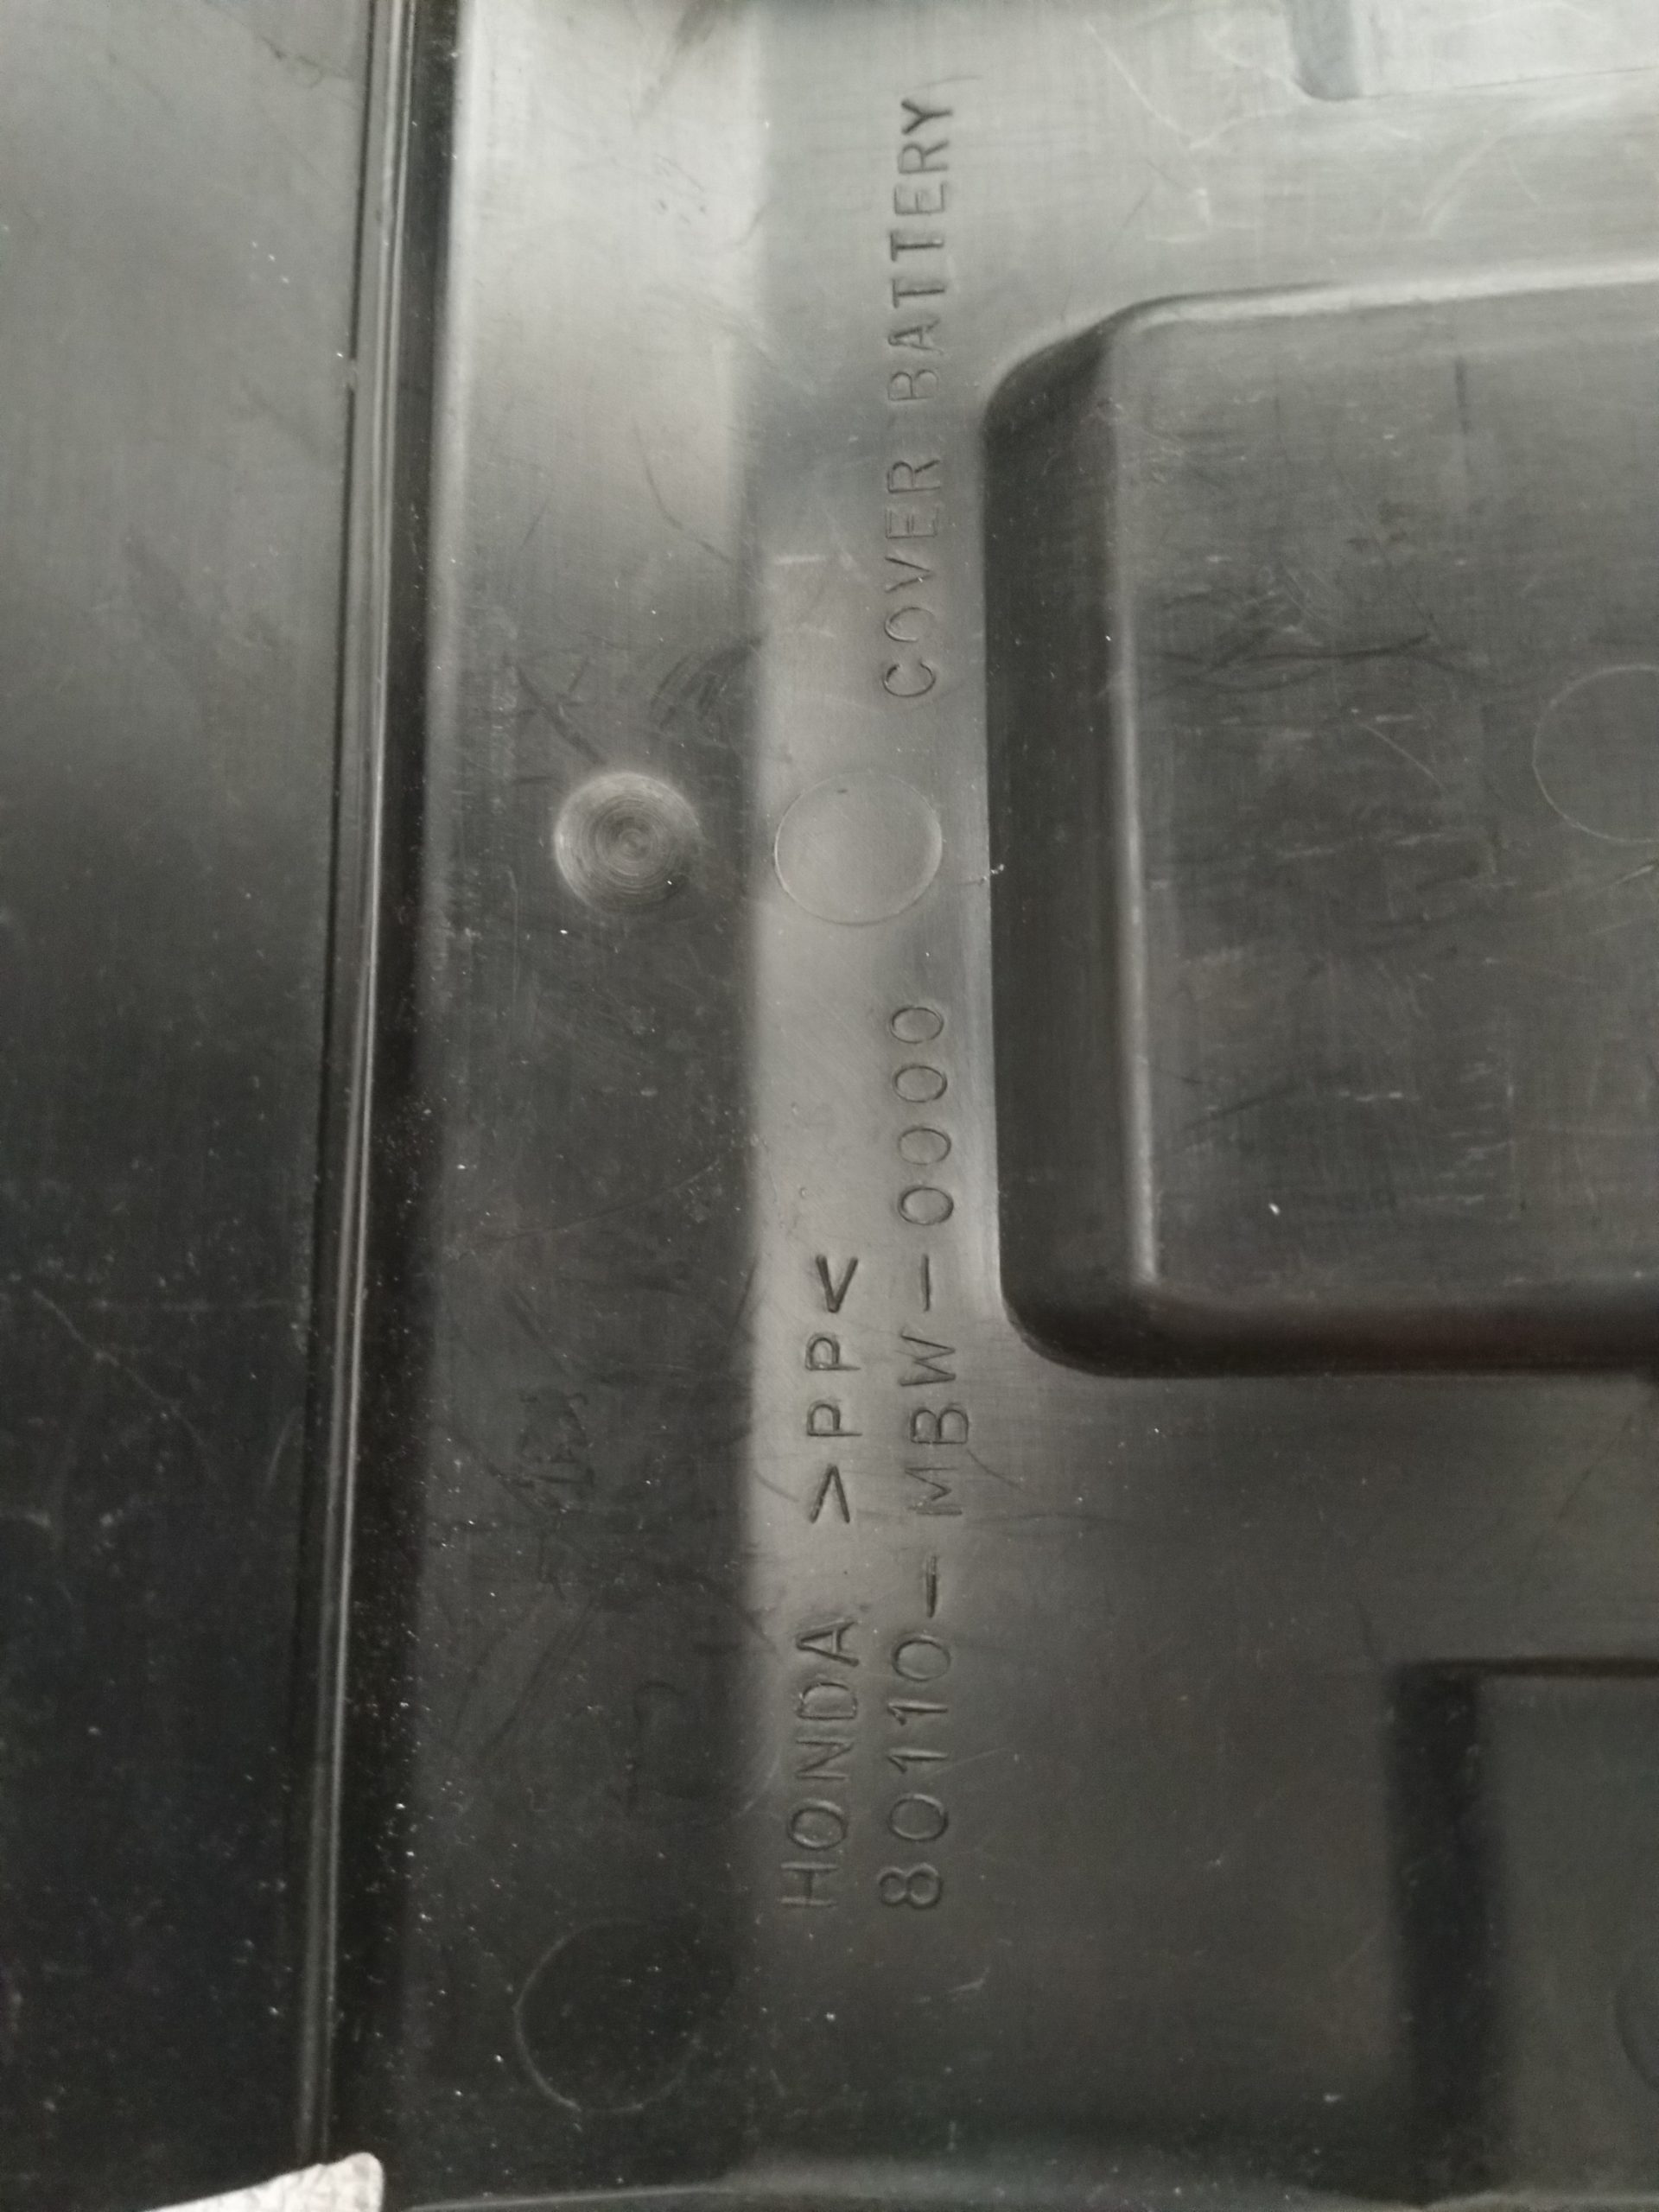 HONDA >PP<
80110-MBW-0000 COVER BATTERY